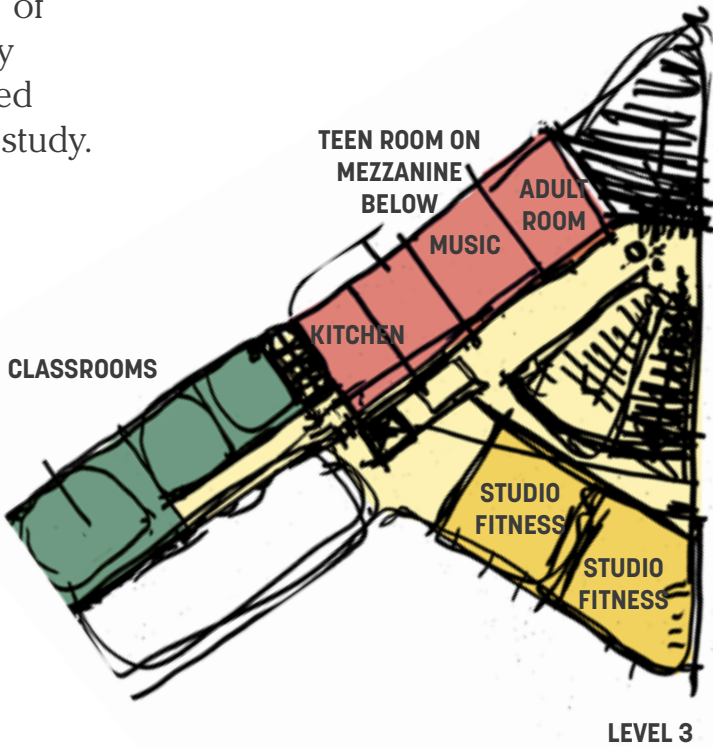 of
y
ed
study.
TEEN ROOM ON
MEZZANINE
BELOW
ADULT
ROOM
MUSIC
KITCHEN
CLASSROOMS
STUDIO
FITNESS
STUDIO
FITNESS
LEVEL 3